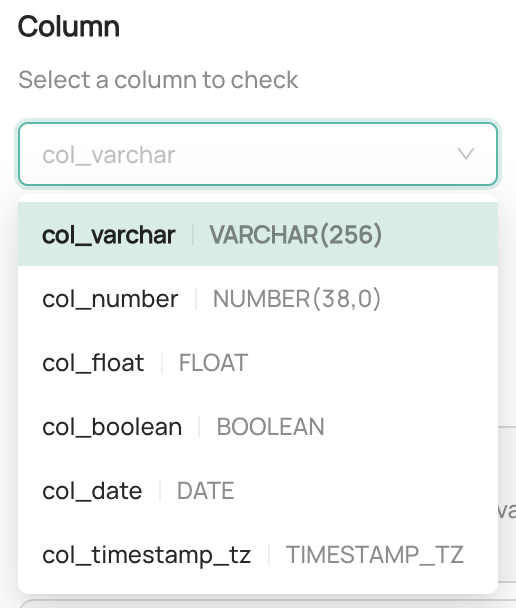 Column
Select a column to check
col_varchar
col_varchar | VARCHAR(256)
col_number | NUMBER(38,0)
col_float | FLOAT
col_boolean | BOOLEAN
col_date | DATE
col_timestamp_tz | TIMESTAMP_TZ